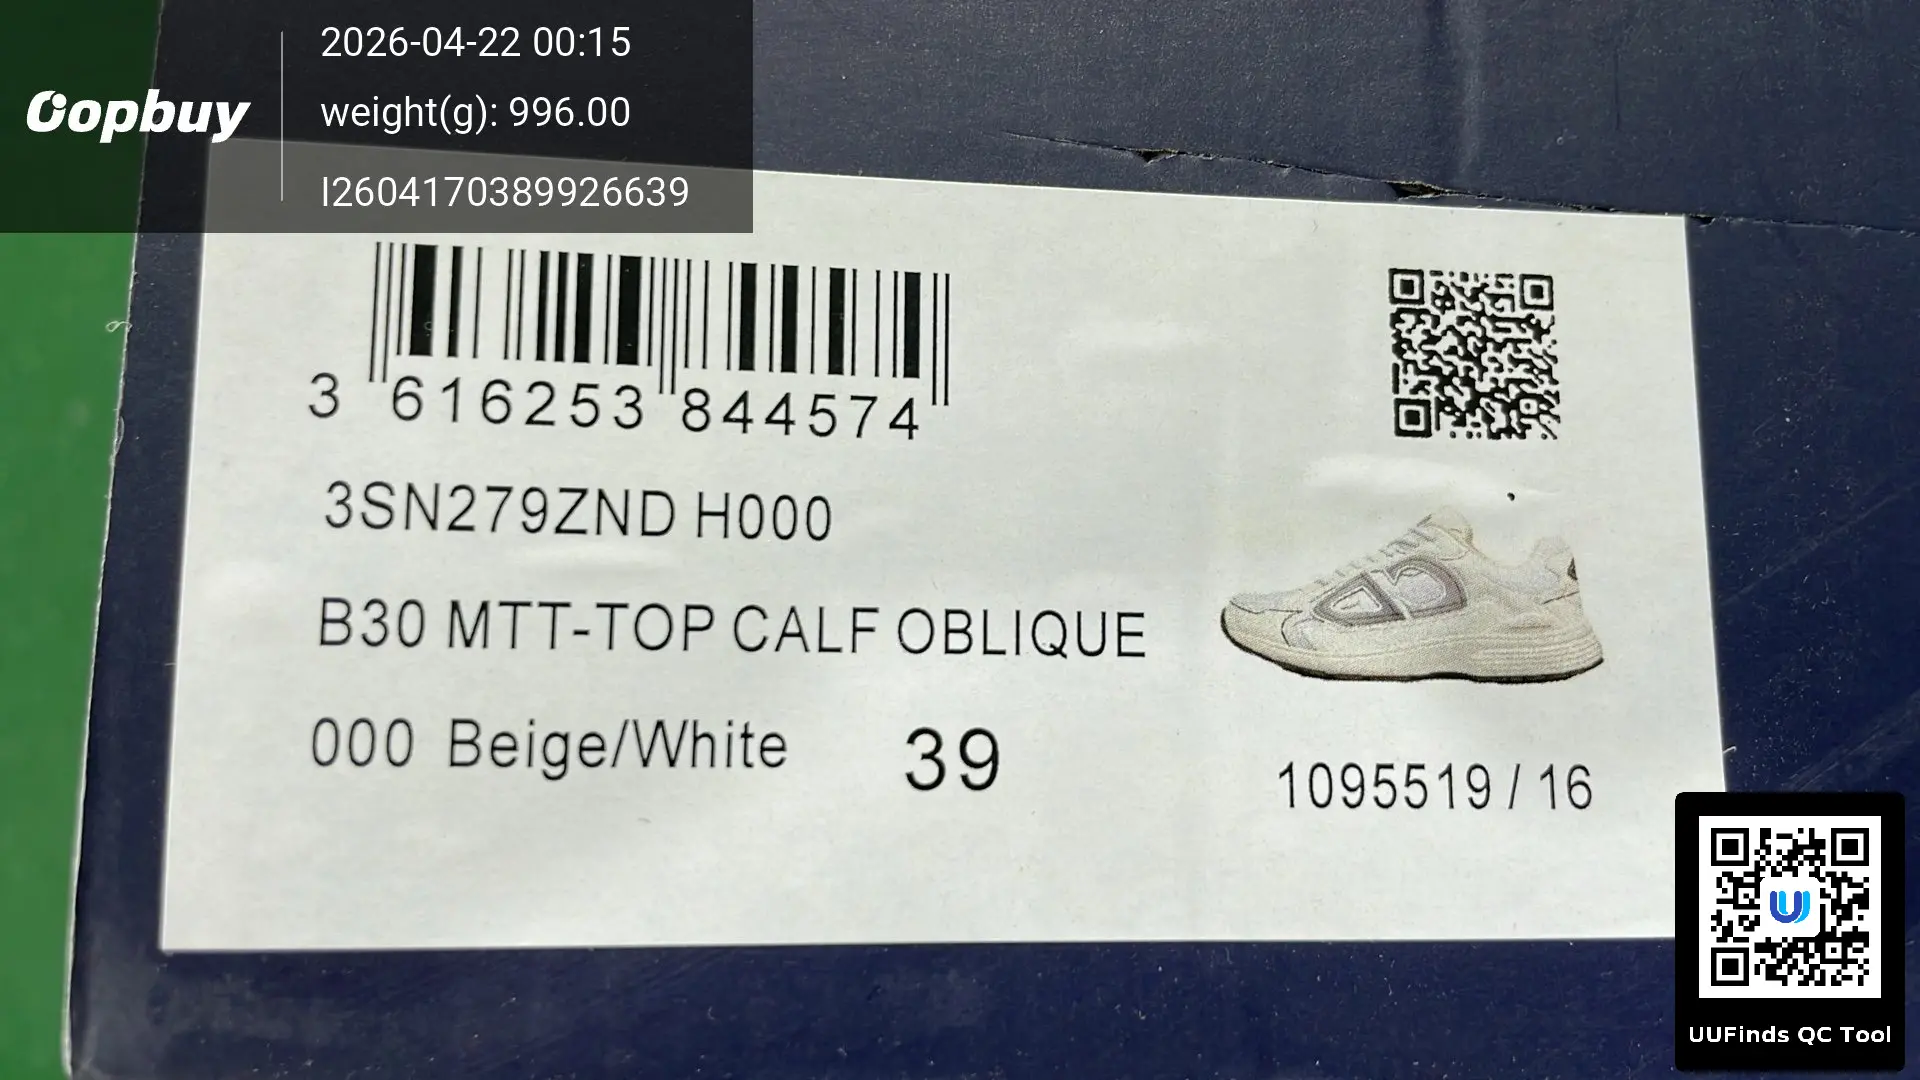 Oopbuy
2026-04-22 00:15
weight(g): 996.00
I2604170389926639
3 616253 844574
3SN279ZND H000
B30 MTT-TOP CALF OBLIQUE
000 Beige/White 39
1095519 / 16
UUFinds QC Tool